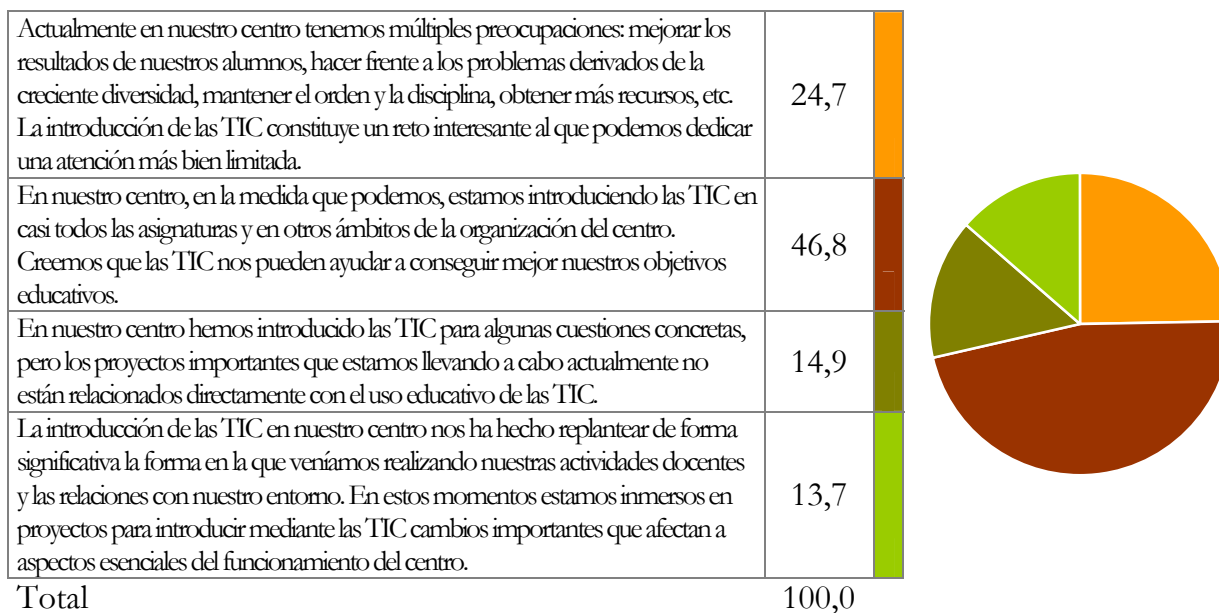 Actualmente en nuestro centro tenemos múltiples preocupaciones: mejorar los
resultados de nuestros alumnos, hacer frente a los problemas derivados de la
creciente diversidad, mantener el orden y la disciplina, obtener más recursos, etc.
La introducción de las TIC constituye un reto interesante al que podemos dedicar
una atención más bien limitada.
24,7
En nuestro centro, en la medida que podemos, estamos introduciendo las TIC en
casi todos las asignaturas y en otros ámbitos de la organización del centro.
Creemos que las TIC nos pueden ayudar a conseguir mejor nuestros objetivos
educativos.
46,8
En nuestro centro hemos introducido las TIC para algunas cuestiones concretas,
pero los proyectos importantes que estamos llevando a cabo actualmente no
están relacionados directamente con el uso educativo de las TIC.
14,9
La introducción de las TIC en nuestro centro nos ha hecho replantear de forma
significativa la forma en la que veníamos realizando nuestras actividades docentes
y las relaciones con nuestro entorno. En estos momentos estamos inmersos en
proyectos para introducir mediante las TIC cambios importantes que afectan a
aspectos esenciales del funcionamiento del centro.
13,7
Total 100,0